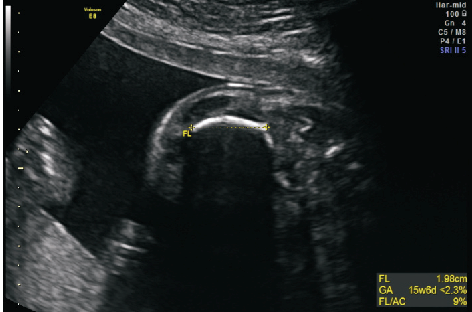 Har-mid
100
Gn 4
C5 / M8
P4 / E1
SRI II 5
FL
FL 1.98cm
GA 15w6d <2.3%
FL/AC 9%